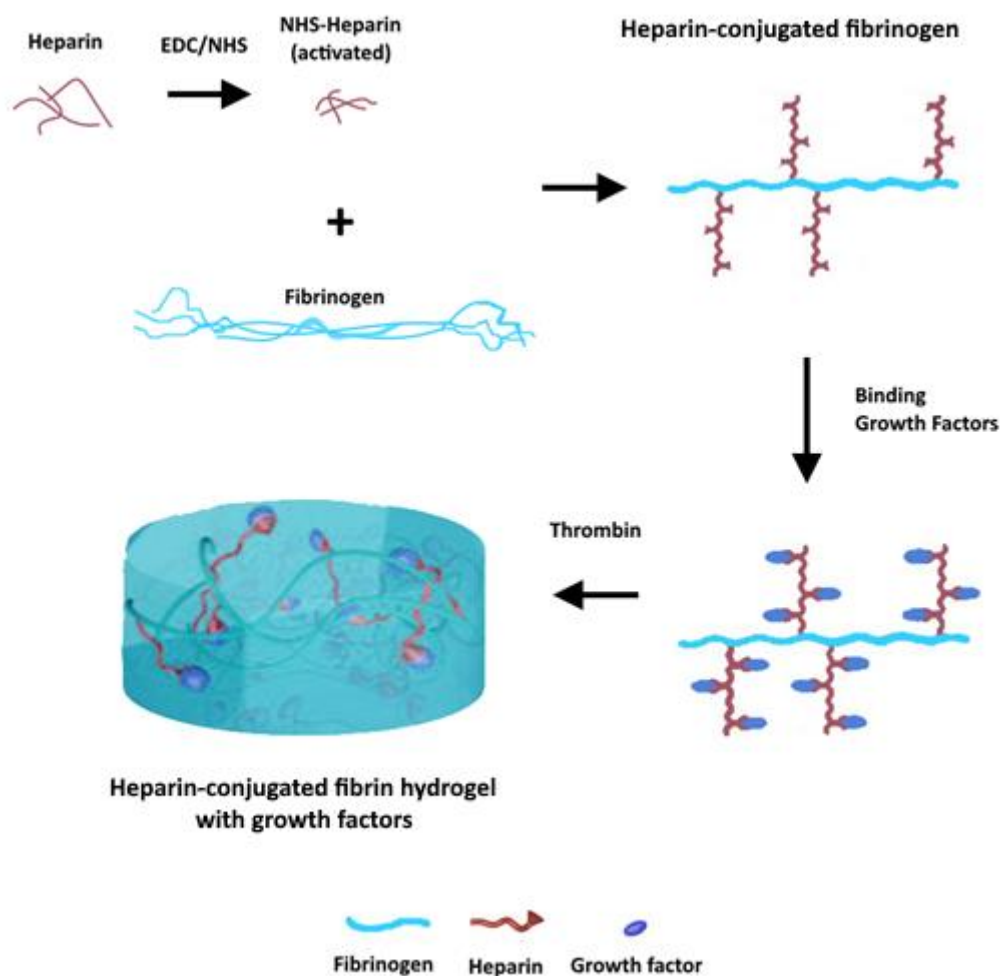 Heparin
EDC/NHS
NHS-Heparin
(activated)
Heparin-conjugated fibrinogen
+
Fibrinogen
Binding
Growth Factors
Thrombin
Heparin-conjugated fibrin hydrogel
with growth factors
Fibrinogen
Heparin
Growth factor